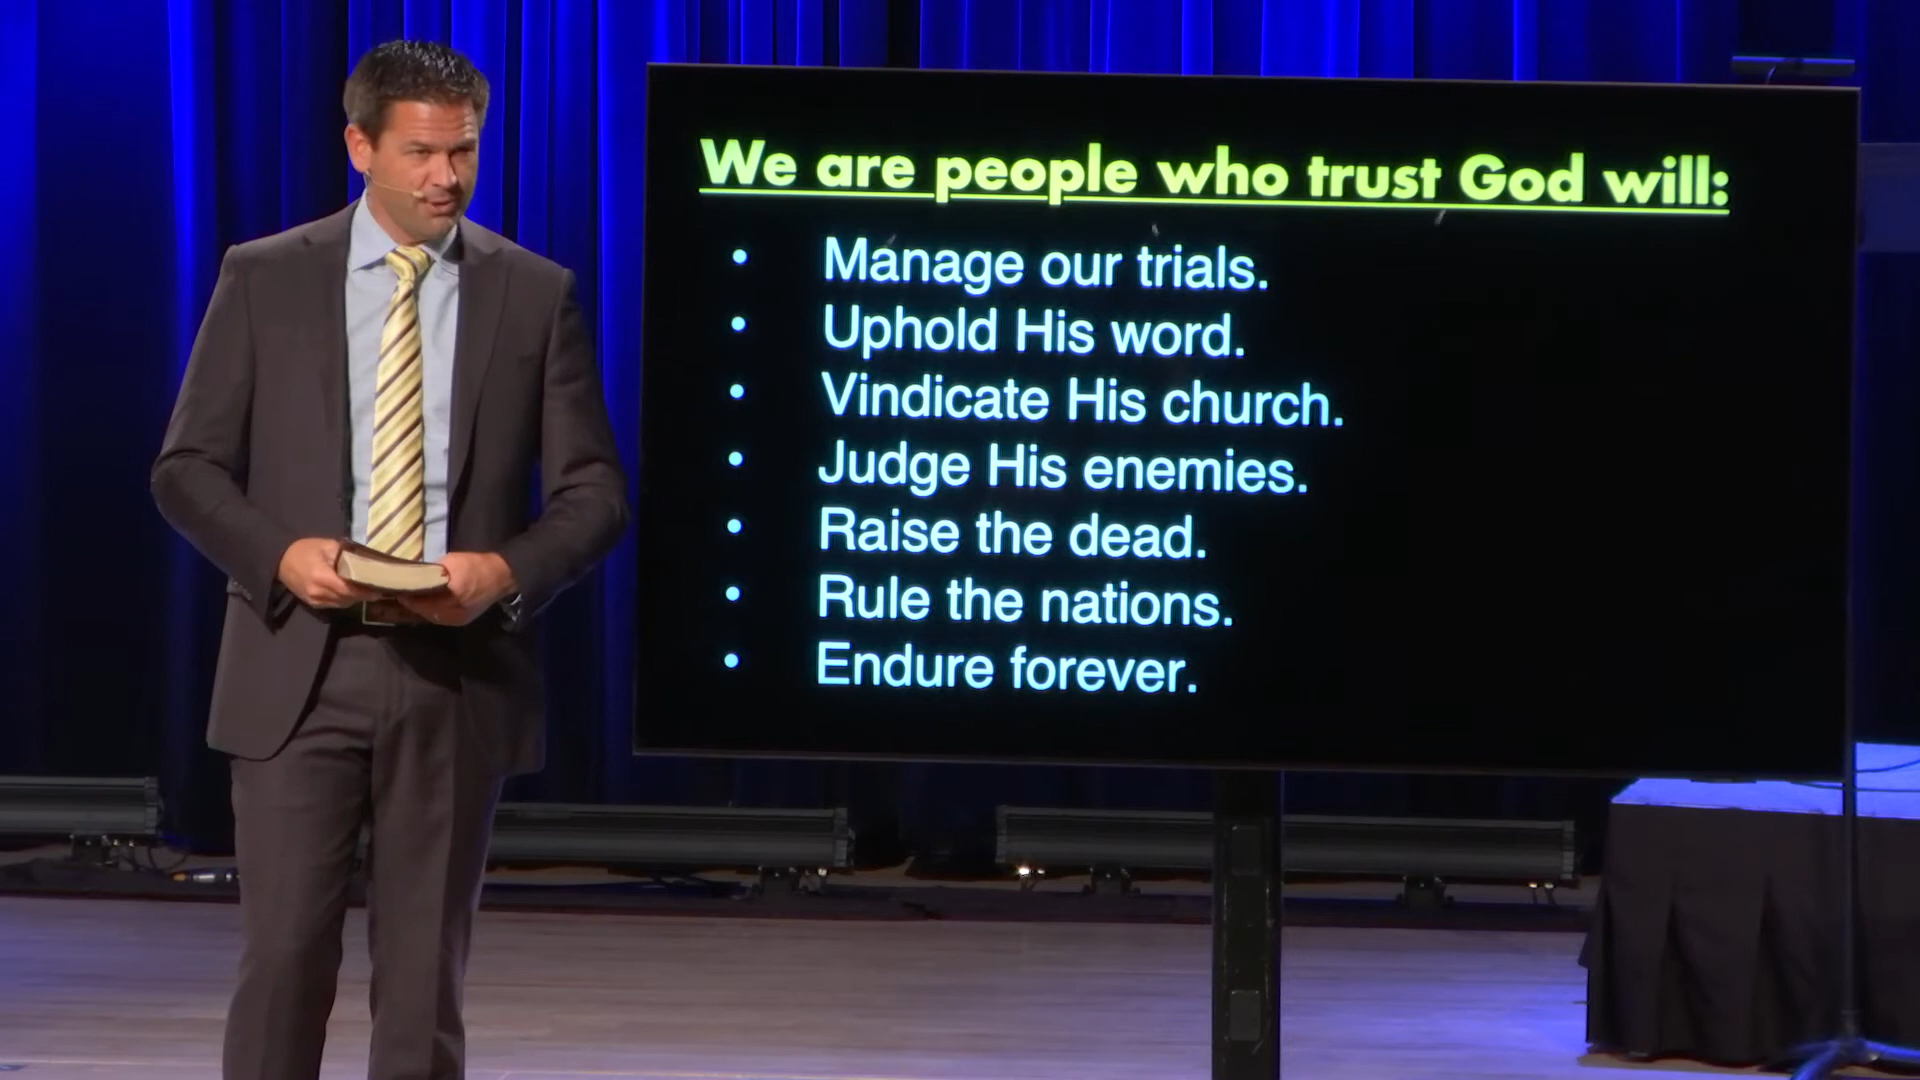 We are people who trust God will:
• Manage our trials.
• Uphold His word.
• Vindicate His church.
• Judge His enemies.
• Raise the dead.
• Rule the nations.
• Endure forever.